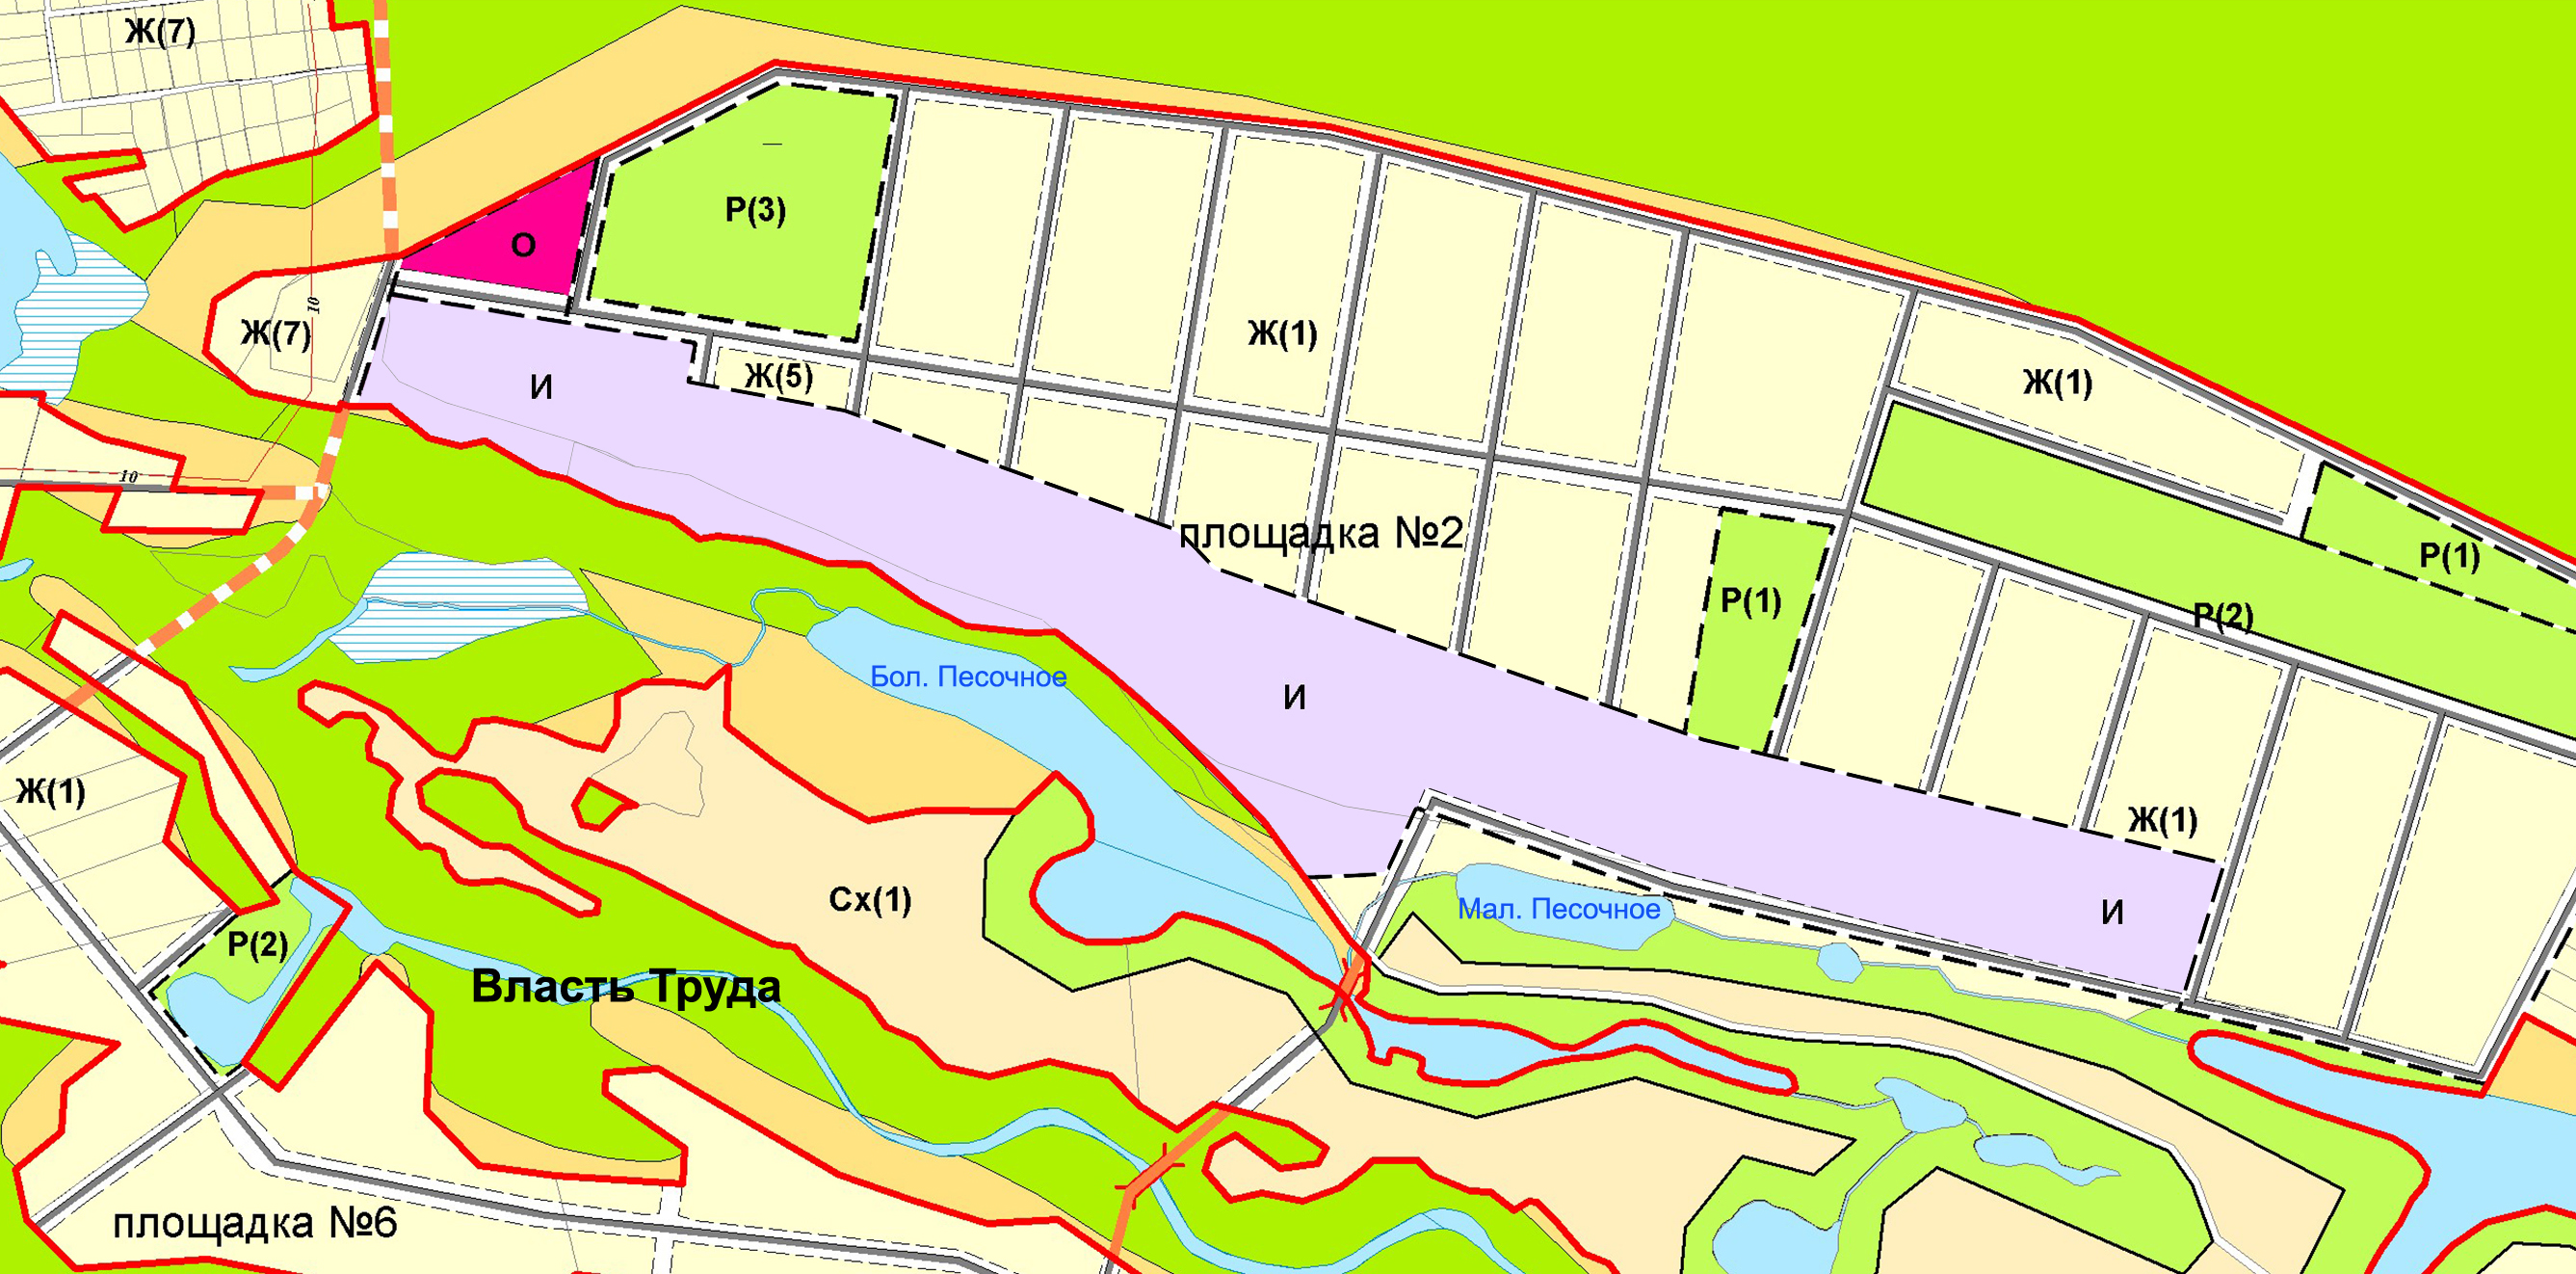 Ж(7)
Р(3)
О
10
Ж(7)
Ж(1)
Ж(5)
И
Ж(1)
10
площадка №2
Р(1)
Р(1)
Р(2)
Бол. Песочное
И
Ж(1)
Ж(1)
Сх(1)
Мал. Песочное
И
Р(2)
Власть Труда
площадка №6